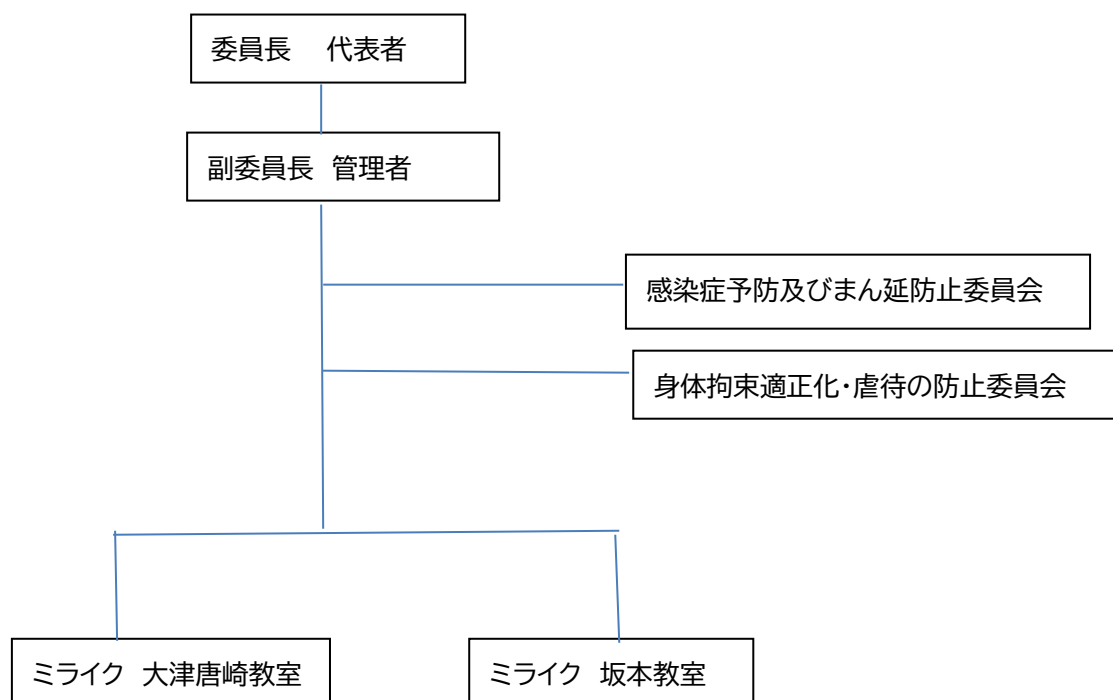 委員長　代表者
副委員長 管理者
感染症予防及びまん延防止委員会
身体拘束適正化・虐待の防止委員会
ミライク 大津唐崎教室
ミライク 坂本教室